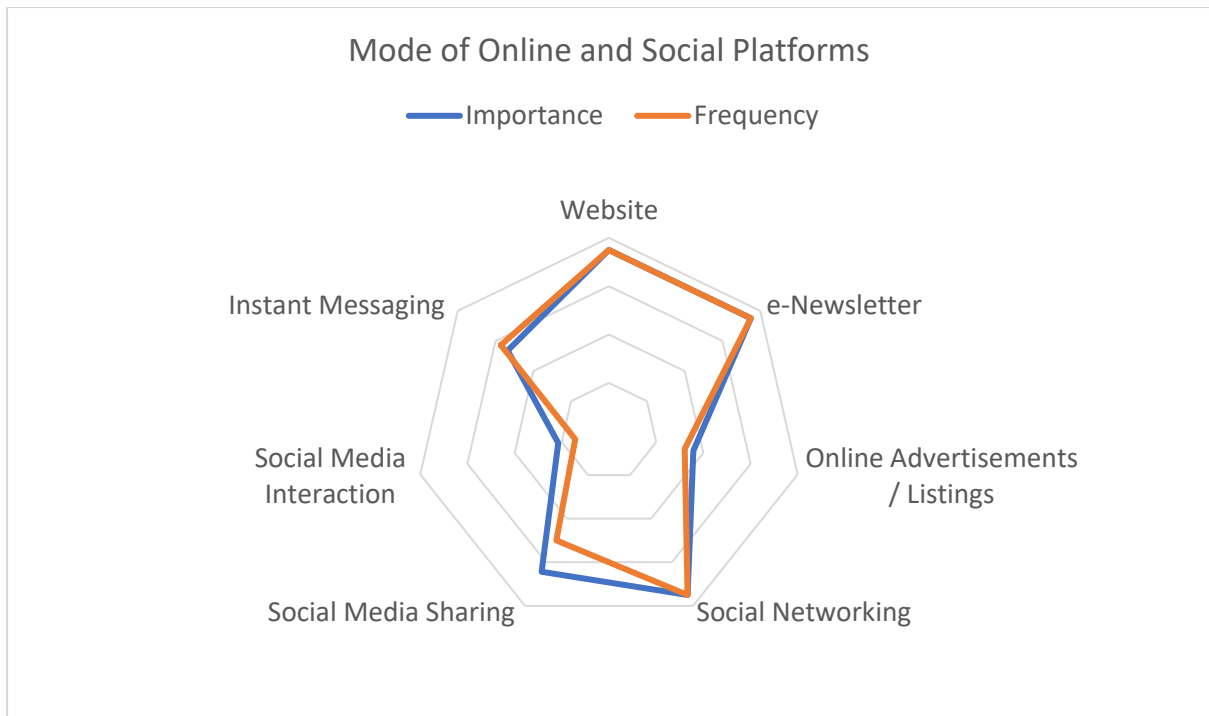 Mode of Online and Social Platforms
Importance
Frequency
Website
e-Newsletter
Online Advertisements
/ Listings
Social Networking
Social Media Sharing
Social Media
Interaction
Instant Messaging